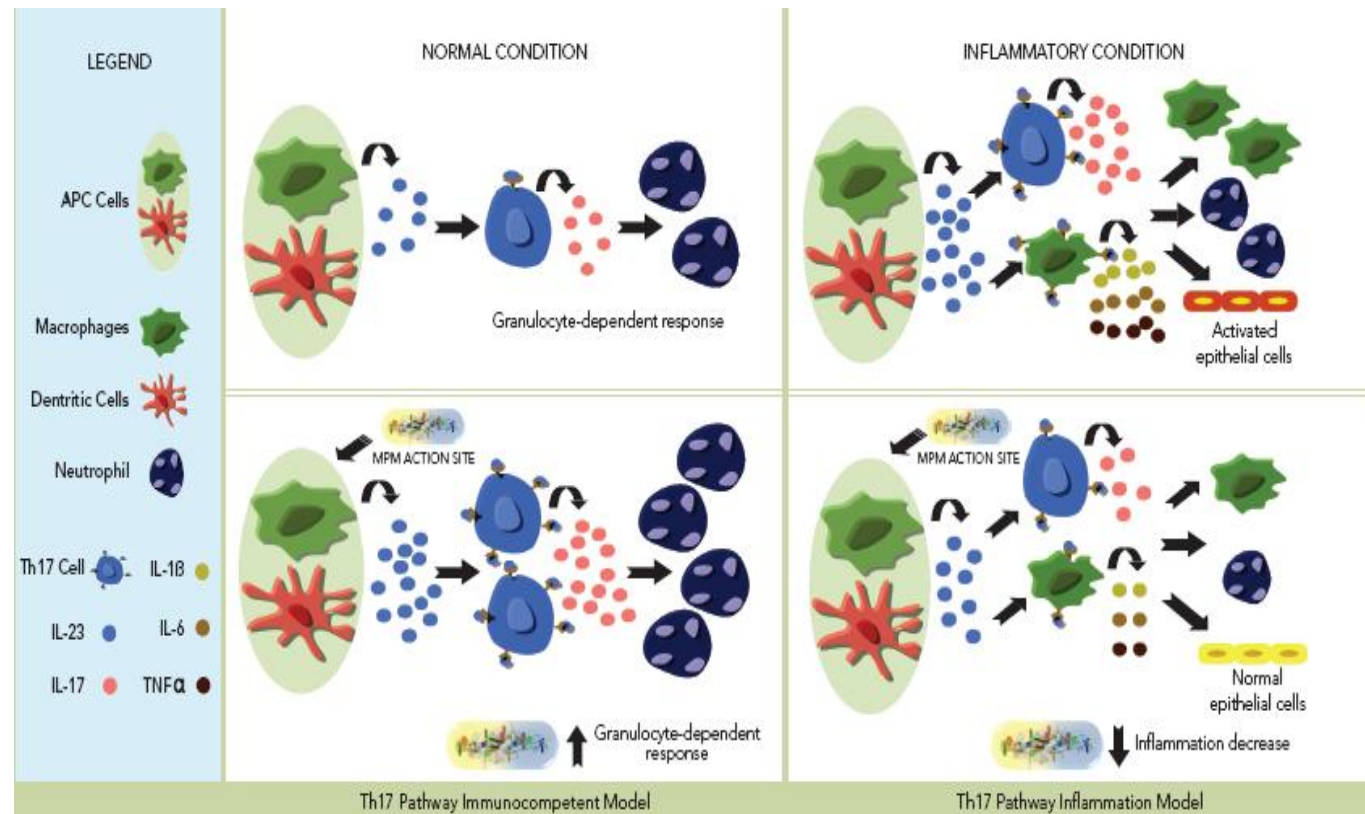 LEGEND
APC Cells
Macrophages
Dentritic Cells
Neutrophil
Th17 Cell
IL-1ß
IL-23
IL-6
IL-17
TNFα
NORMAL CONDITION
Granulocyte-dependent response
INFLAMMATORY CONDITION
Activated
epithelial cells
MPM ACTION SITE
Granulocyte-dependent
response
MPM ACTION SITE
Normal
epithelial cells
Inflammation decrease
Th17 Pathway Immunocompetent Model
Th17 Pathway Inflammation Model